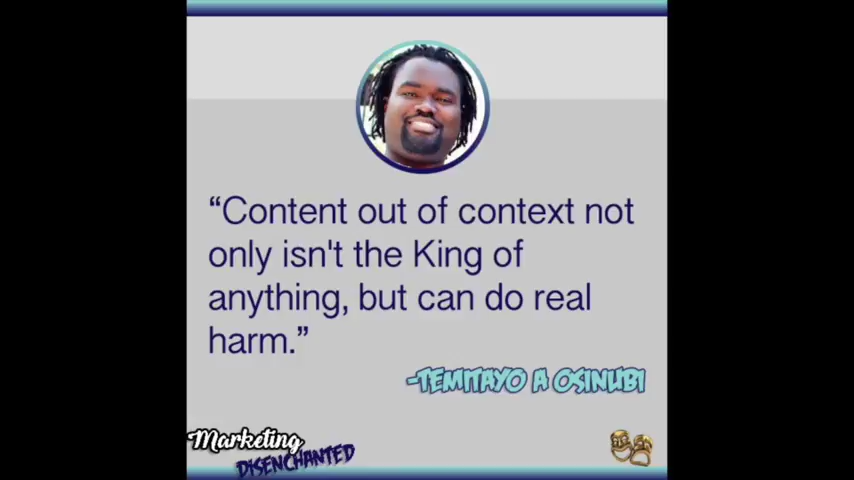 “Content out of context not
only isn't the King of
anything, but can do real
harm.”
-TEMITAYO A OSINUBI
Marketing
DISENCHANTED